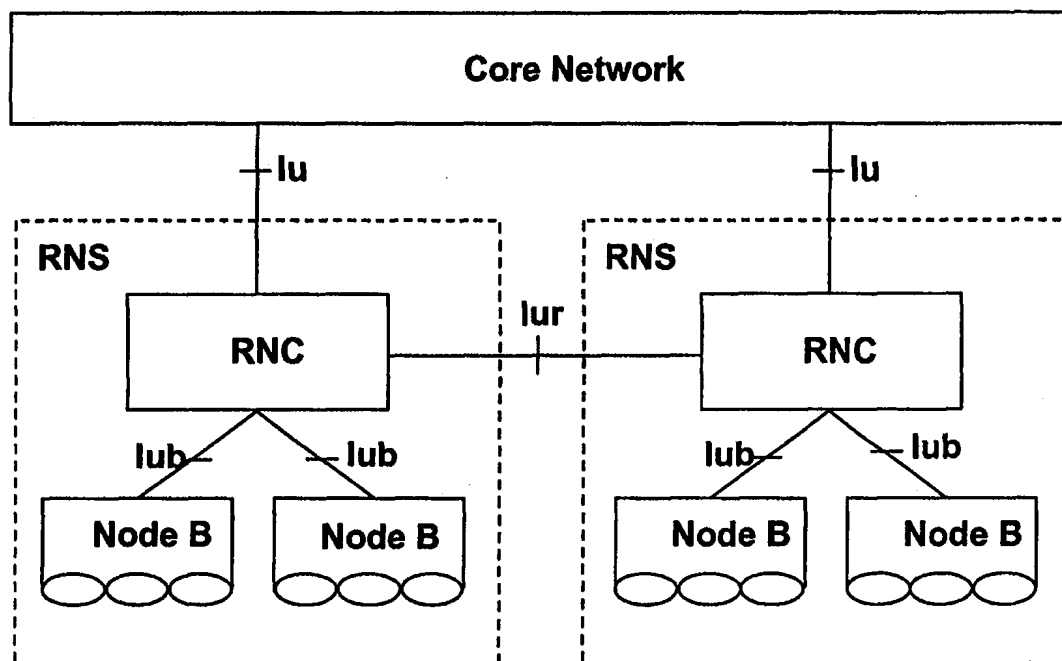 Core Network
Iu
Iu
RNS
RNS
Iur
RNC
RNC
Iub
Iub
Iub
Iub
Node B
Node B
Node B
Node B